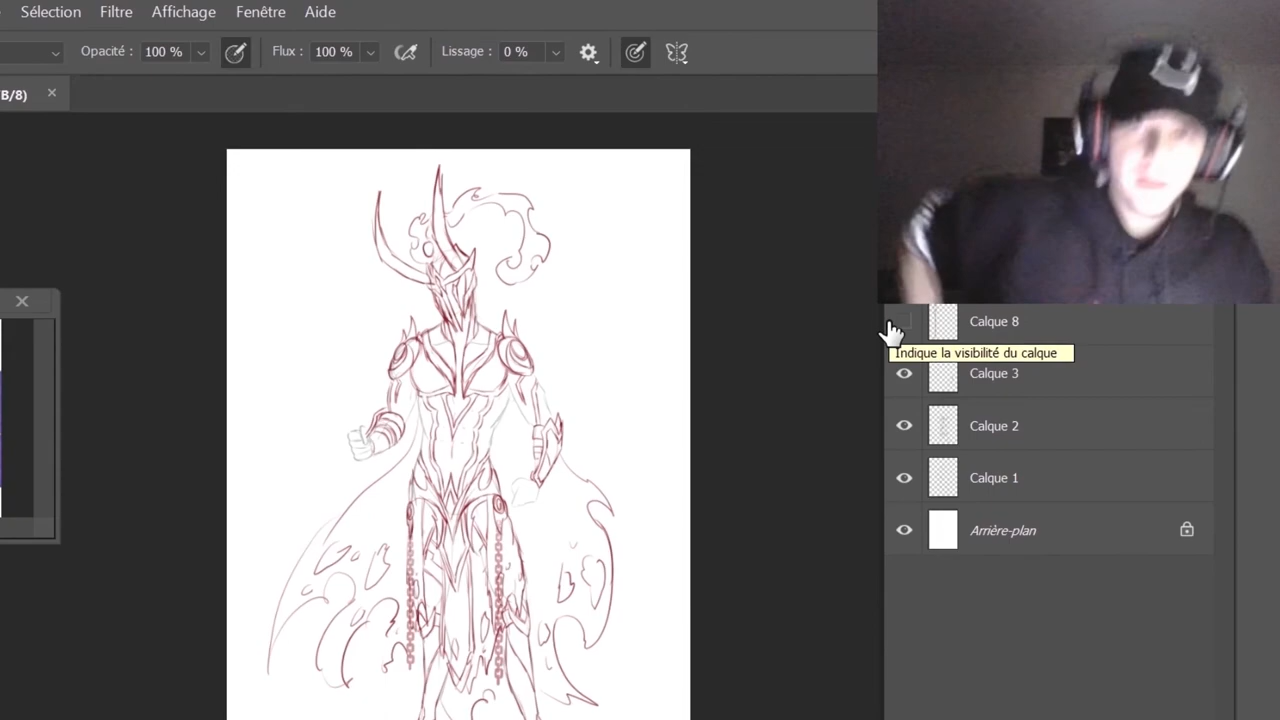 Sélection Filtre Affichage Fenêtre Aide
Opacité : 100 % Flux : 100 % Lissage : 0 %
B/8)
Calque 8
Indique la visibilité du calque
Calque 3
Calque 2
Calque 1
Arrière-plan